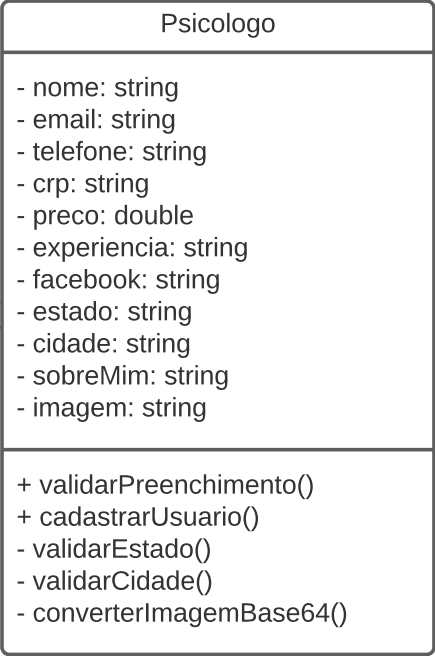 Psicologo
- nome: string
- email: string
- telefone: string
- crp: string
- preco: double
- experiencia: string
- facebook: string
- estado: string
- cidade: string
- sobreMim: string
- imagem: string
+ validarPreenchimento()
+ cadastrarUsuario()
- validarEstado()
- validarCidade()
- converterImagemBase64()